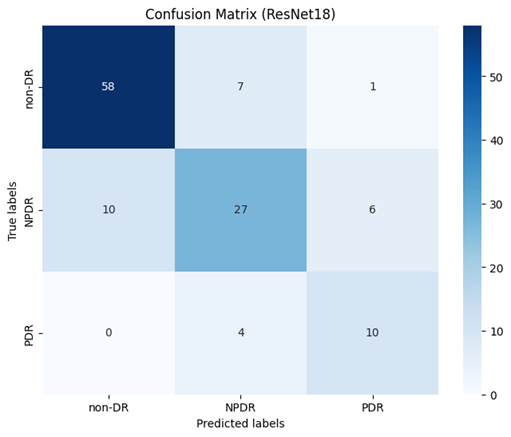 Confusion Matrix (ResNet18)
True labels
non-DR
58 7 1
NPDR
10 27 6
PDR
0 4 10
non-DR NPDR PDR
Predicted labels
50
40
30
20
10
0